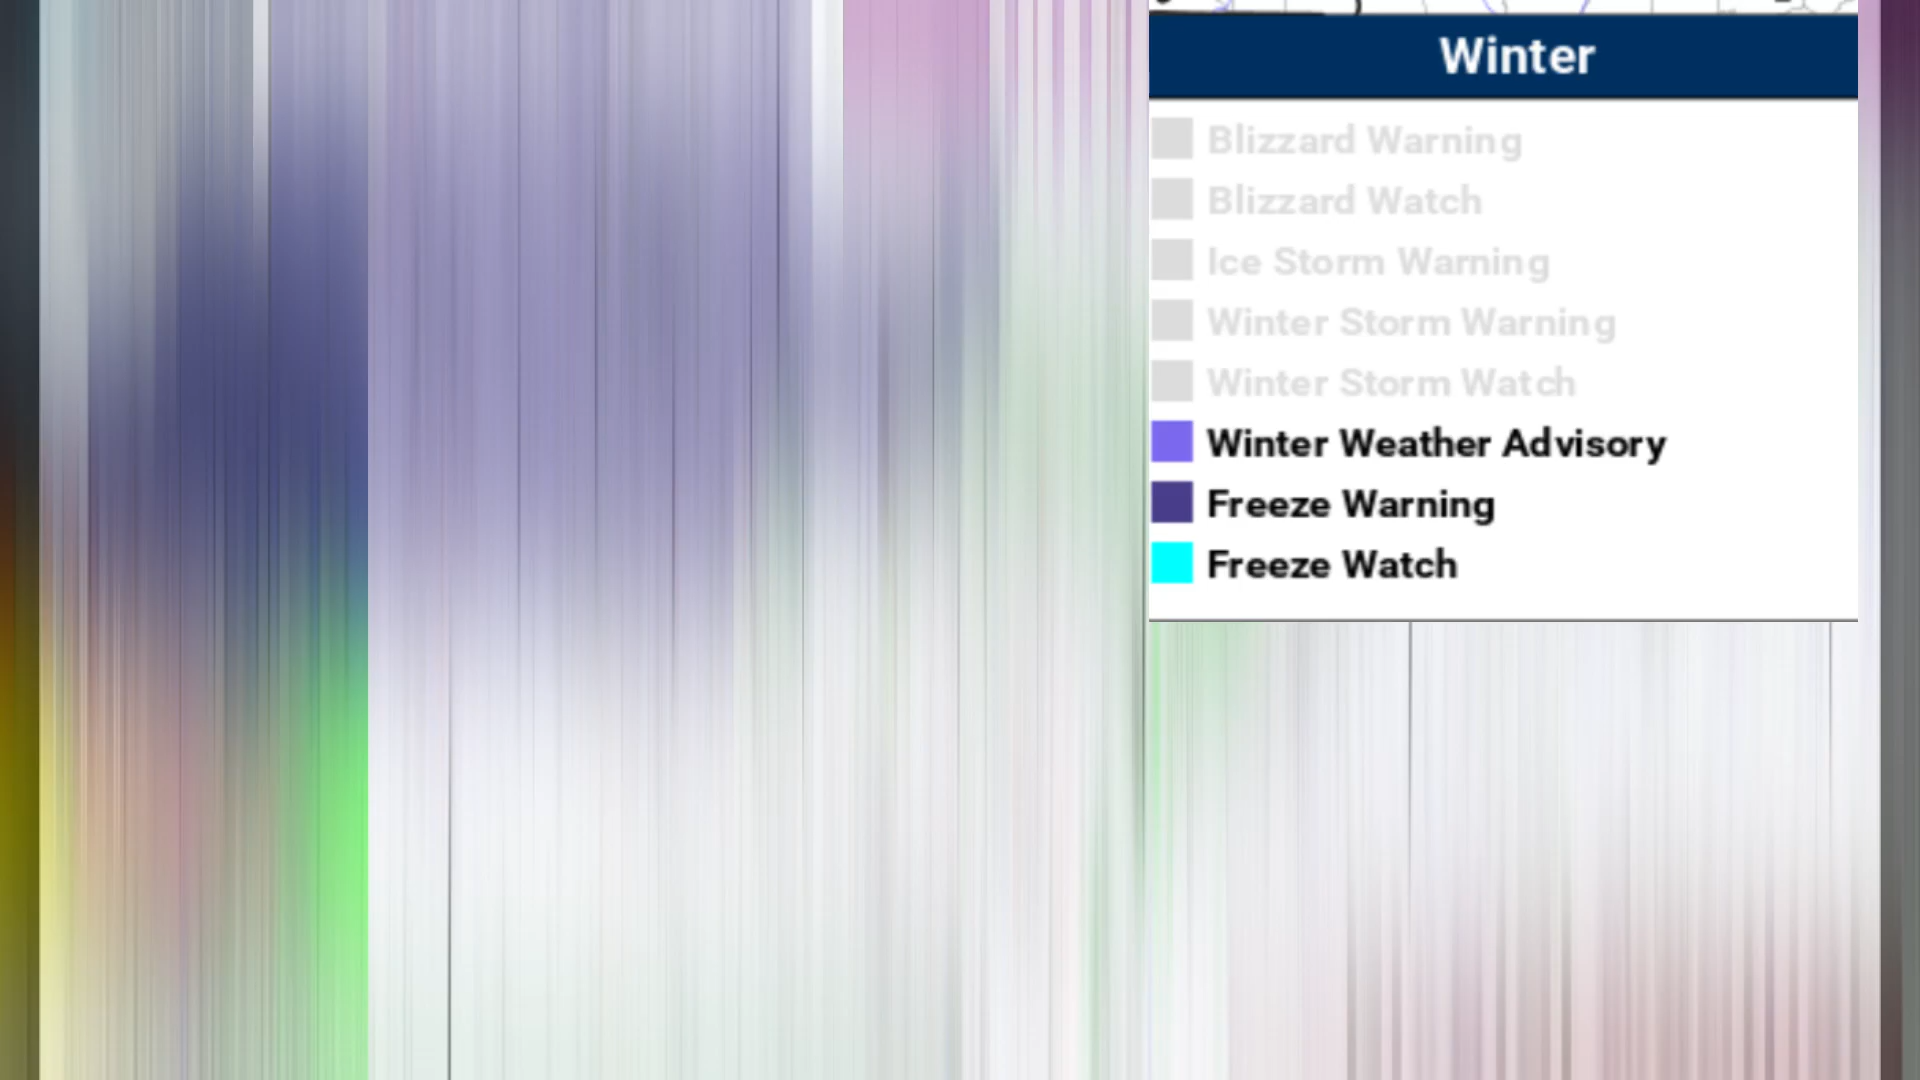 Winter
Blizzard Warning
Blizzard Watch
Ice Storm Warning
Winter Storm Warning
Winter Storm Watch
Winter Weather Advisory
Freeze Warning
Freeze Watch